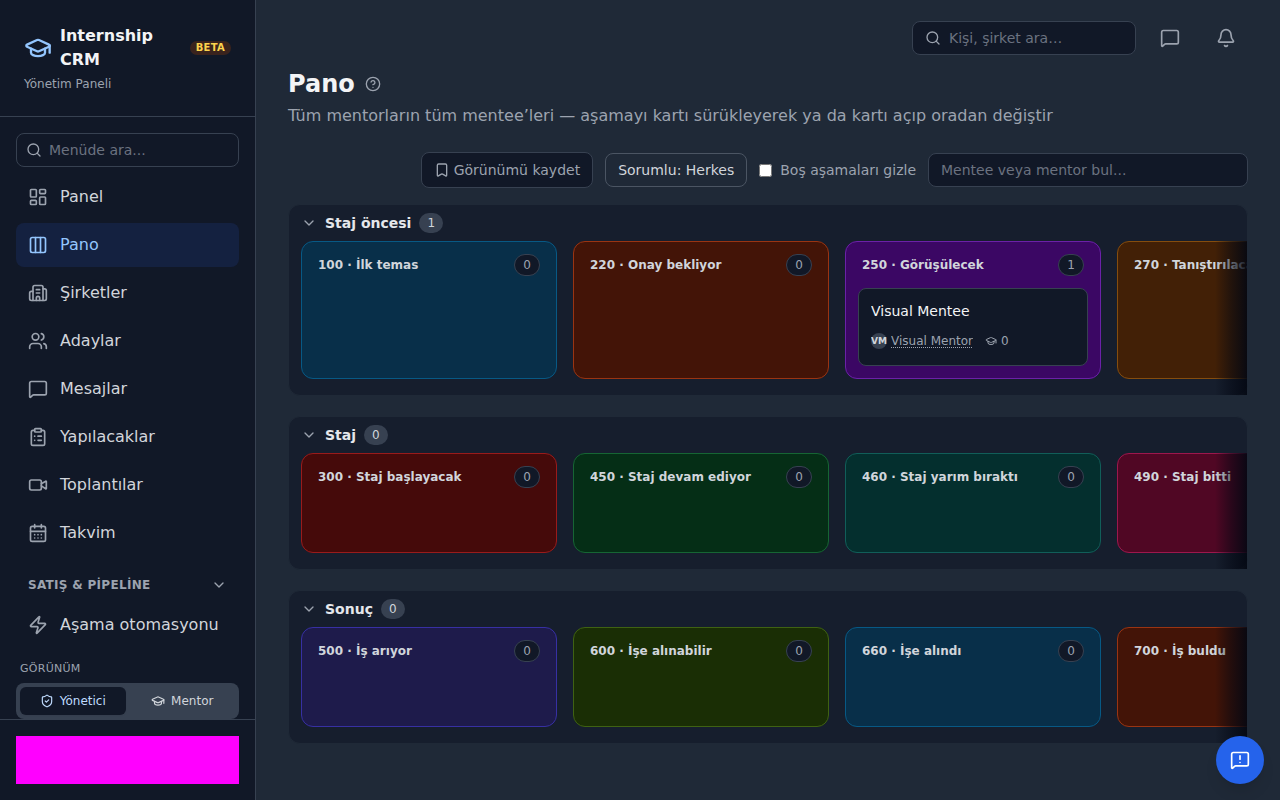 Internship
CRM
BETA
Yönetim Paneli
Menüde ara...
Panel
Pano
Şirketler
Adaylar
Mesajlar
Yapılacaklar
Toplantılar
Takvim
SATIŞ & PİPELİNE
Aşama otomasyonu
GÖRÜNÜM
Yönetici
Mentor
Kişi, şirket ara...
Pano
Tüm mentorların tüm mentee’leri — aşamayı kartı sürükleyerek ya da kartı açıp oradan değiştir
Görünümü kaydet
Sorumlu: Herkes
Boş aşamaları gizle
Mentee veya mentor bul...
Staj öncesi 1
100 · İlk temas 0
220 · Onay bekliyor 0
250 · Görüşülecek 1
270 ·
Visual Mentee
VM Visual Mentor 0
Staj 0
300 · Staj başlayacak 0
450 · Staj devam ediyor 0
460 · Staj yarım bıraktı 0
490 · Staj bitti
Sonuç 0
500 · İş arıyor 0
600 · İşe alınabilir 0
660 · İşe alındı 0
700 · İş buldu